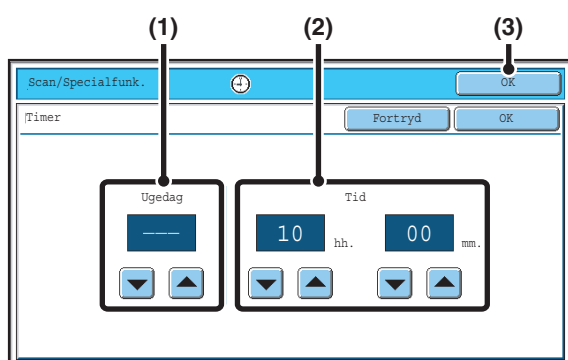 (1) (2) (3)
Scan/Specialfunk. OK
Timer Fortryd OK
Ugedag Tid
--- 10 hh. 00 mm.